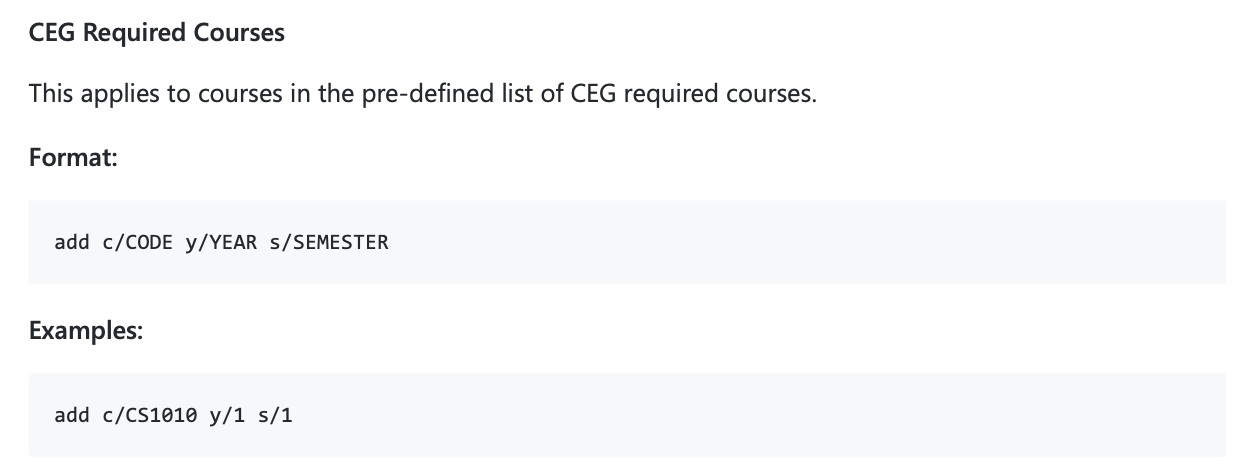 CEG Required Courses
This applies to courses in the pre-defined list of CEG required courses.
Format:
add c/CODE y/YEAR s/SEMESTER
Examples:
add c/CS1010 y/1 s/1